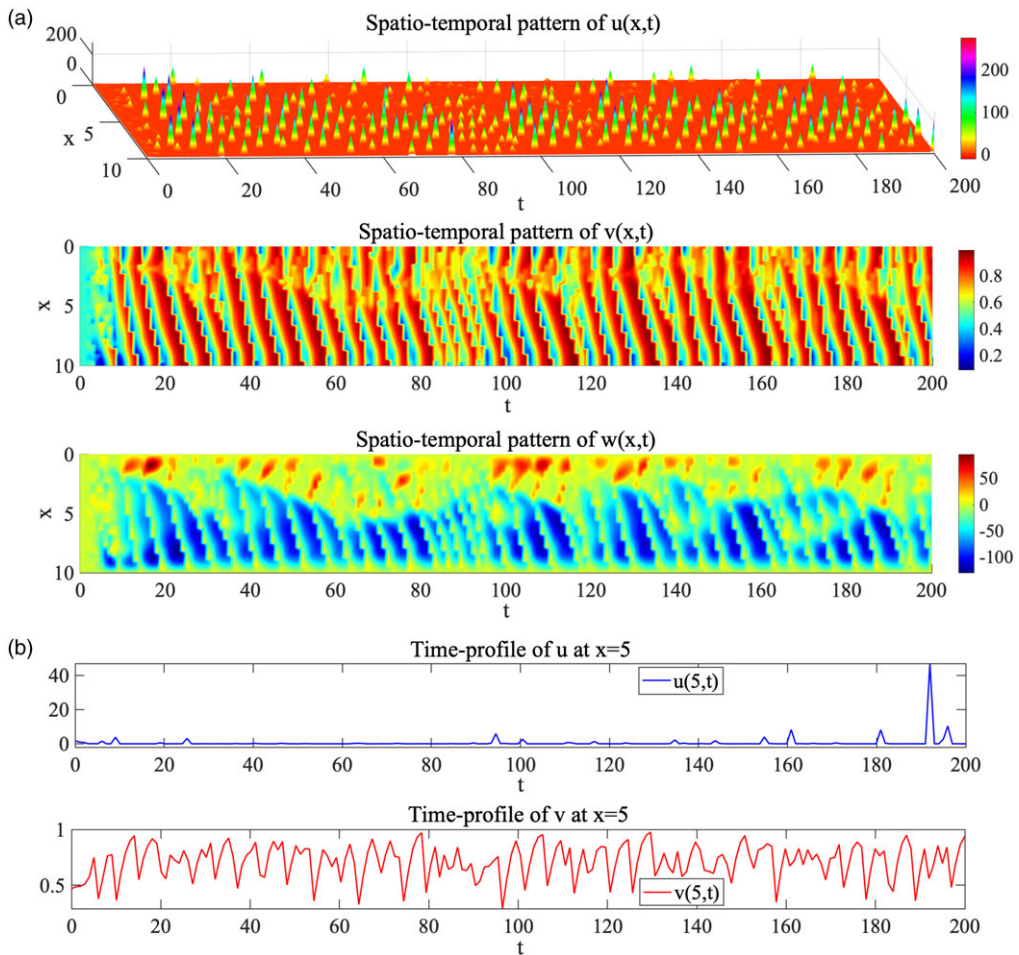 (a)
Spatio-temporal pattern of u(x,t)
200
0
0
x 5
10
0 20 40 60 80 100 120 140 160 180 200
t
200
100
0
Spatio-temporal pattern of v(x,t)
0
5
10
x
0 20 40 60 80 100 120 140 160 180 200
t
0.8
0.6
0.4
0.2
Spatio-temporal pattern of w(x,t)
0
5
10
x
0 20 40 60 80 100 120 140 160 180 200
t
50
0
-50
-100
(b)
Time-profile of u at x=5
40
20
0
u(5,t)
0 20 40 60 80 100 120 140 160 180 200
t
Time-profile of v at x=5
1
0.5
v(5,t)
0 20 40 60 80 100 120 140 160 180 200
t